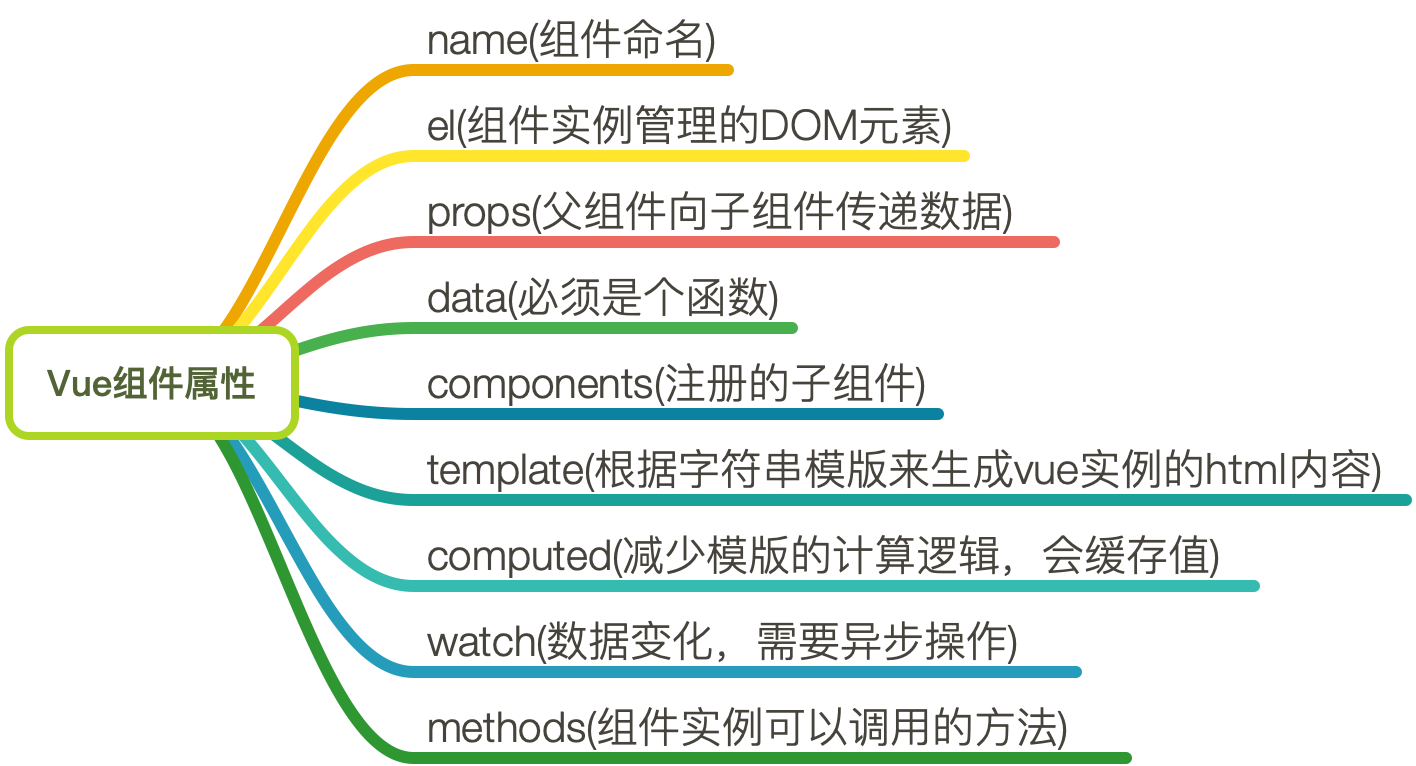 name(组件命名)
el(组件实例管理的DOM元素)
props(父组件向子组件传递数据)
data(必须是个函数)
Vue组件属性
components(注册的子组件)
template(根据字符串模版来生成vue实例的html内容)
computed(减少模版的计算逻辑，会缓存值)
watch(数据变化，需要异步操作)
methods(组件实例可以调用的方法)